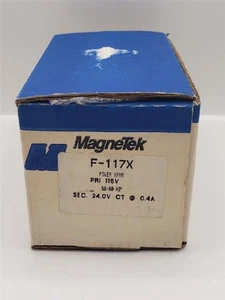 MagneTek
F-117X
POWER XFMR
PRI 115V
50/60 HZ
SEC. 24.0V CT @ 0.4A